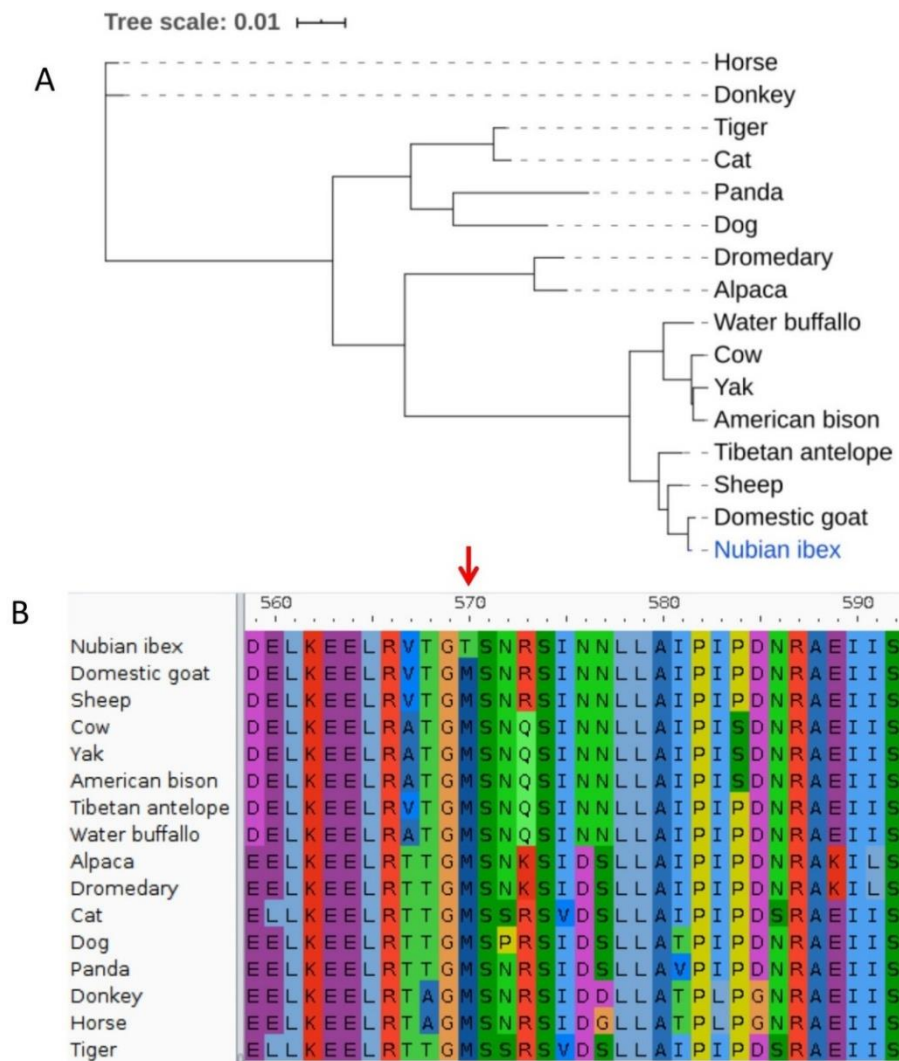 Tree scale: 0.01
A
Horse
Donkey
Tiger
Cat
Panda
Dog
Dromedary
Alpaca
Water buffallo
Cow
Yak
American bison
Tibetan antelope
Sheep
Domestic goat
Nubian ibex
B
560 570 580 590
Nubian ibex DELKEELRVTGTSNRSINNLLAIPIPDNRAEIIS
Domestic goat DELKEELRVTGMSNRSINNLLAIPIPDNRAEIIS
Sheep DELKEELRVTGMSNRSINNLLAIPIPDNRAEIIS
Cow DELKEELRATGMSNQSINNLLAIPISDNRAEIIS
Yak DELKEELRATGMSNQSINNLLAIPISDNRAEIIS
American bison DELKEELRATGMSNQSINNLLAIPISDNRAEIIS
Tibetan antelope DELKEELRVTGMSNQSINNLLAIPIPDNRAEIIS
Water buffallo DELKEELRATGMSNQSINNLLAIPIPDNRAEIIS
Alpaca EELKEELRTTGMSNKSIDSLLAIPIPDNRAKILS
Dromedary EELKEELRTTGMSNKSIDSLLAIPIPDNRAKILS
Cat ELLKEELRTTGMSSRSVDSLLAIPIPDSRAEIIS
Dog EELKEELRTTGMSPRSIDSLLATPIPDNRAEIIS
Panda EELKEELRTTGMSNRSIDSLLAVPIPDNRAEIIS
Donkey EELKEELRTAGMSNRSIDDLLATPLPGNRAEIIS
Horse EELKEELRTAGMSNRSIDGLLATPLPGNRAEIIS
Tiger ELLKEELRTTGMSSRSVDSLLAIPIPDSRAEIIS